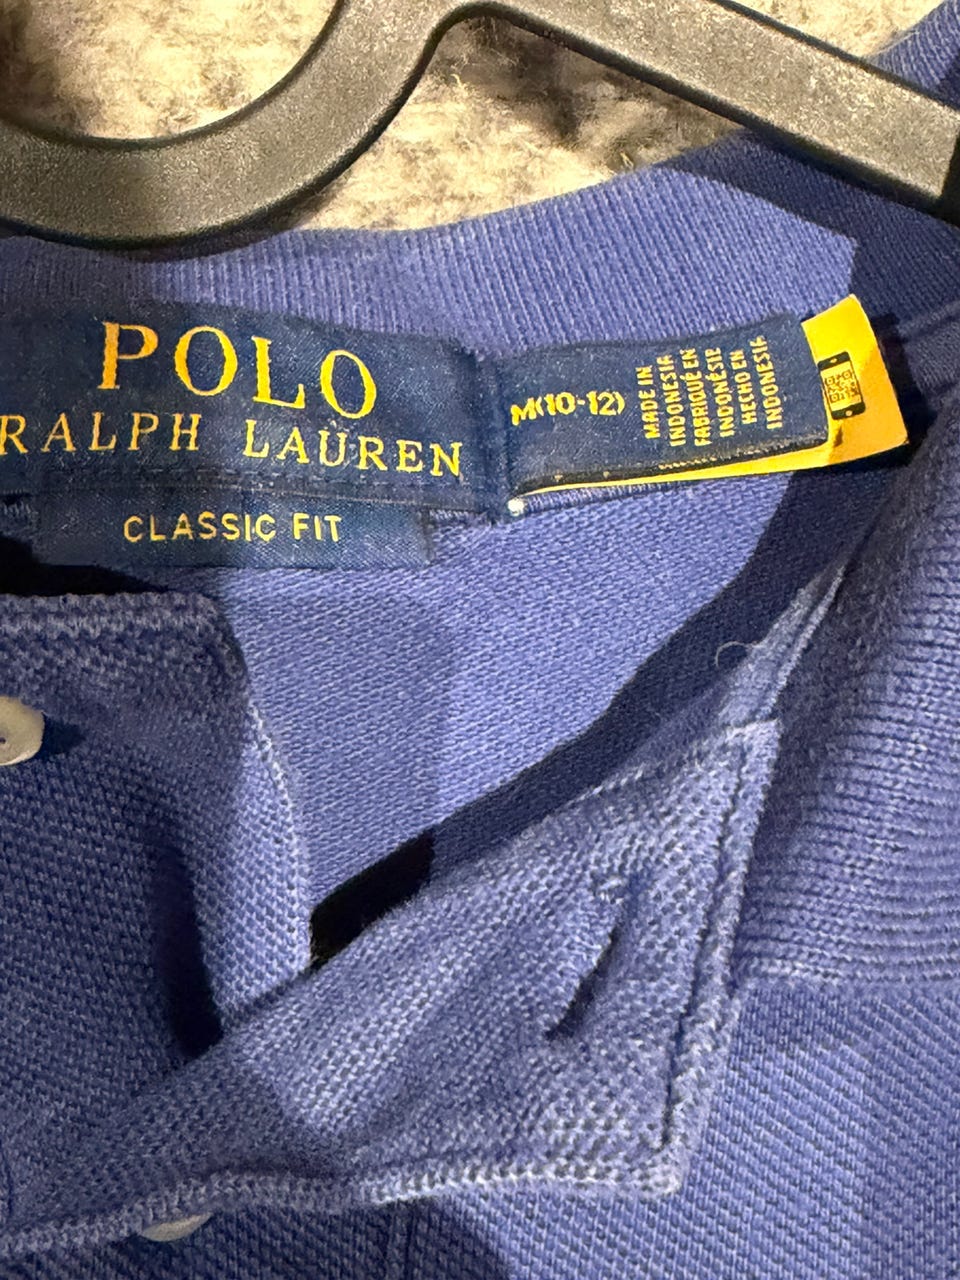 POLO
RALPH LAUREN
CLASSIC FIT
M(10-12)
MADE IN
INDONESIA
FABRIQUÉ EN
INDONÉSIE
HECHO EN
INDONESIA